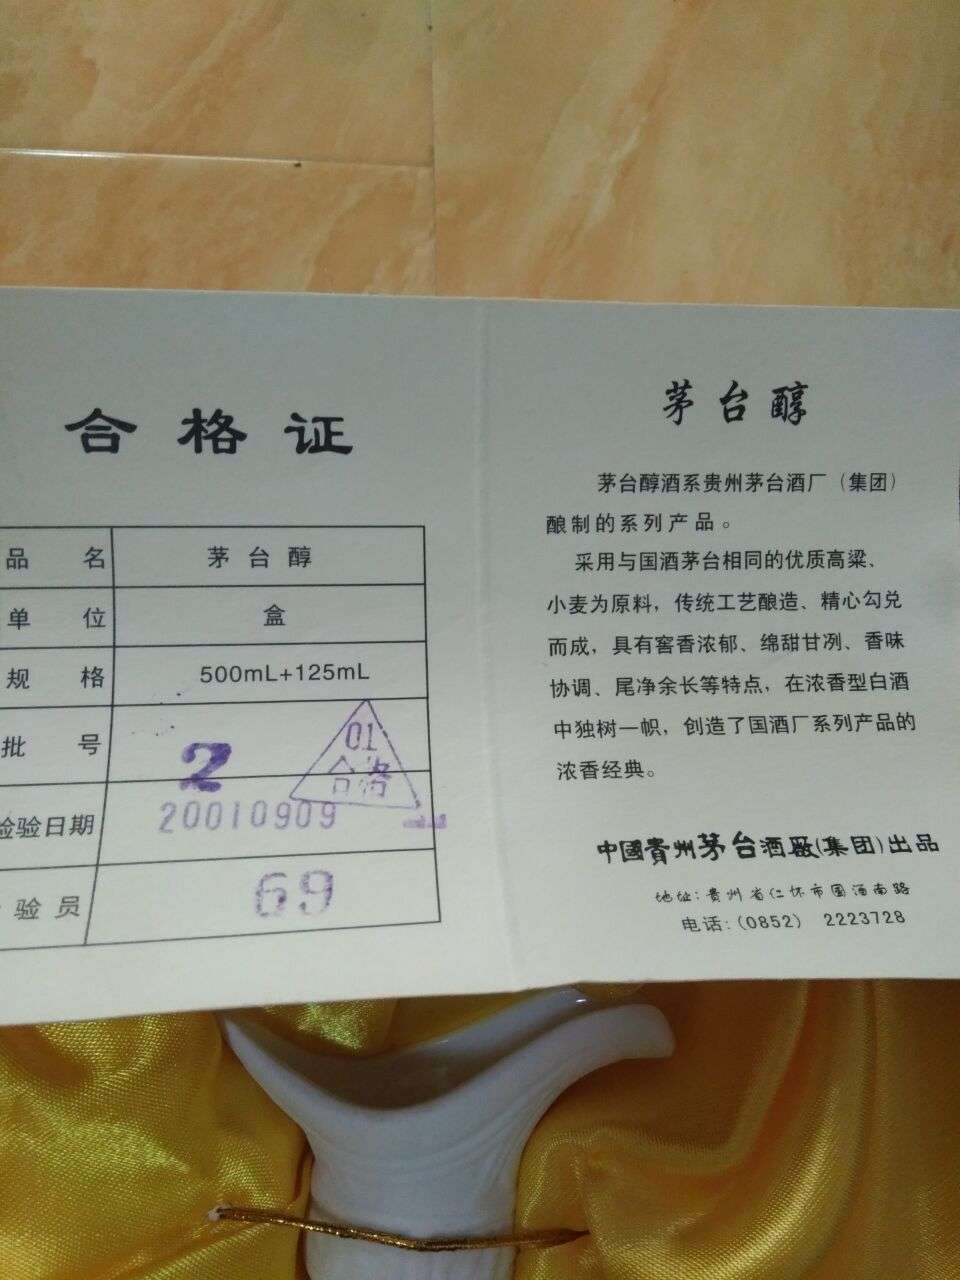 合格证
品名 茅台醇
单位 盒
规格 500mL+125mL
批号 2
01
合格
检验日期 20010909
验员 69
茅台醇
茅台醇酒系贵州茅台酒厂（集团）
酿制的系列产品。
采用与国酒茅台相同的优质高粱、
小麦为原料，传统工艺酿造、精心勾兑
而成，具有窖香浓郁、绵甜甘冽、香味
协调、尾净余长等特点，在浓香型白酒
中独树一帜，创造了国酒厂系列产品的
浓香经典。
中國貴州茅台酒廠(集团)出品
地址:贵州省仁怀市国酒南路
电话:(0852) 2223728